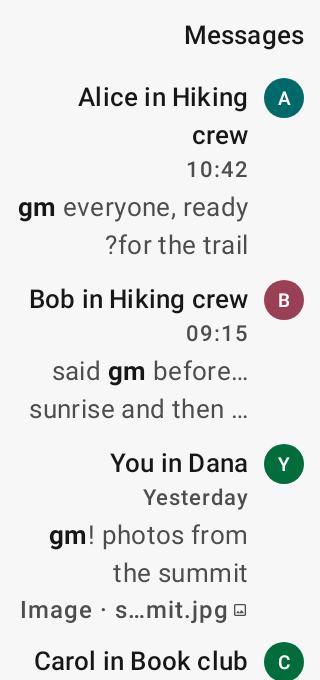 Messages
Alice in Hiking
crew
A
10:42
gm everyone, ready
?for the trail
Bob in Hiking crew
B
09:15
said gm before…
sunrise and then …
You in Dana
Y
Yesterday
gm! photos from
the summit
Image · s…mit.jpg
Carol in Book club
C